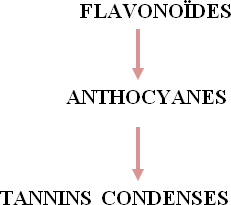 FLAVONOÏDES
ANTHOCYANES
TANNINS CONDENSES